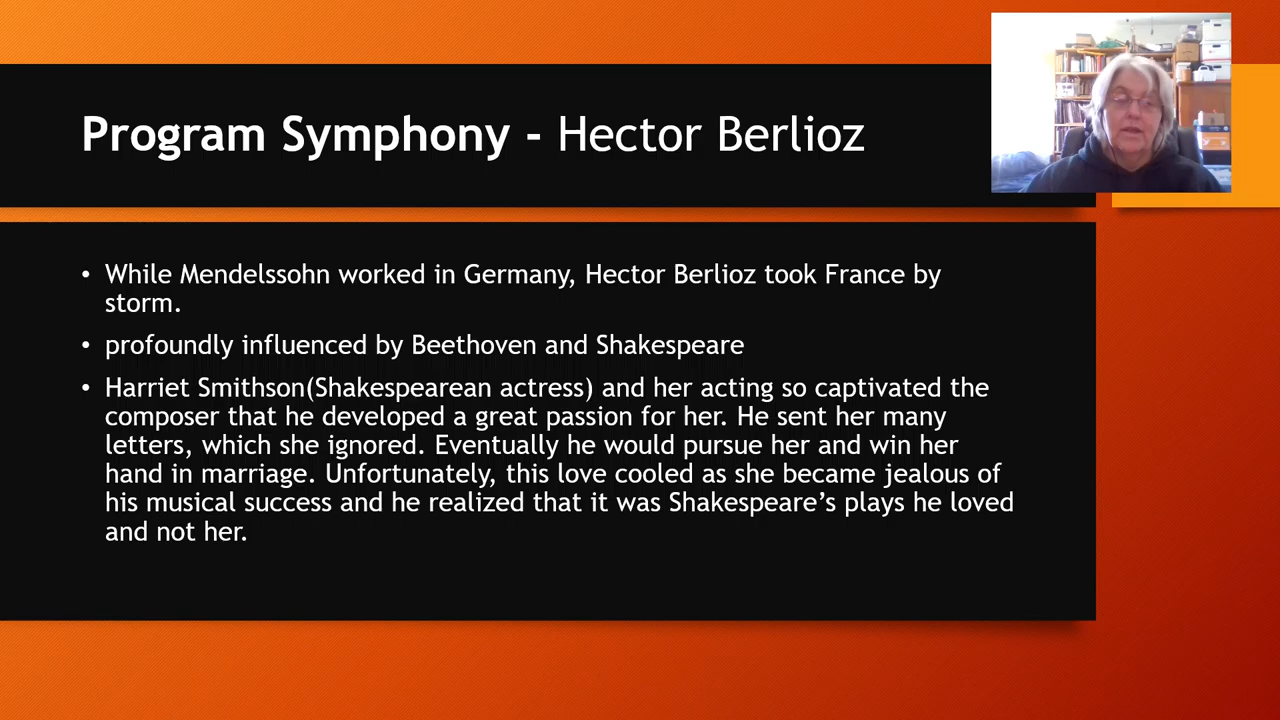 Program Symphony - Hector Berlioz
• While Mendelssohn worked in Germany, Hector Berlioz took France by
storm.
• profoundly influenced by Beethoven and Shakespeare
• Harriet Smithson(Shakespearean actress) and her acting so captivated the
composer that he developed a great passion for her. He sent her many
letters, which she ignored. Eventually he would pursue her and win her
hand in marriage. Unfortunately, this love cooled as she became jealous of
his musical success and he realized that it was Shakespeare’s plays he loved
and not her.